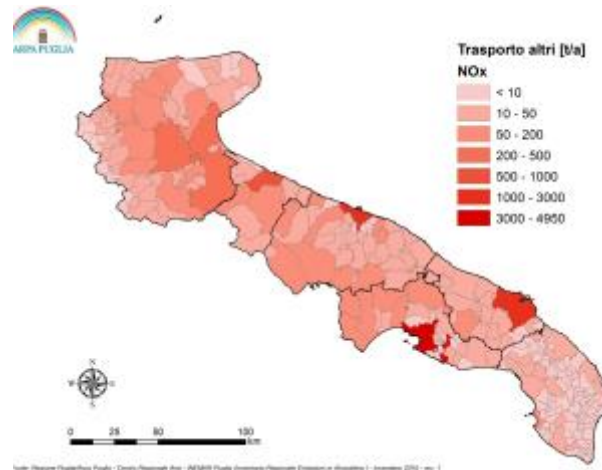 ARPA PUGLIA
Trasporto altri [t/a]
NOx
< 10
10 - 50
50 - 200
200 - 500
500 - 1000
1000 - 3000
3000 - 4950
N
W
E
S
0 25 50 100
km